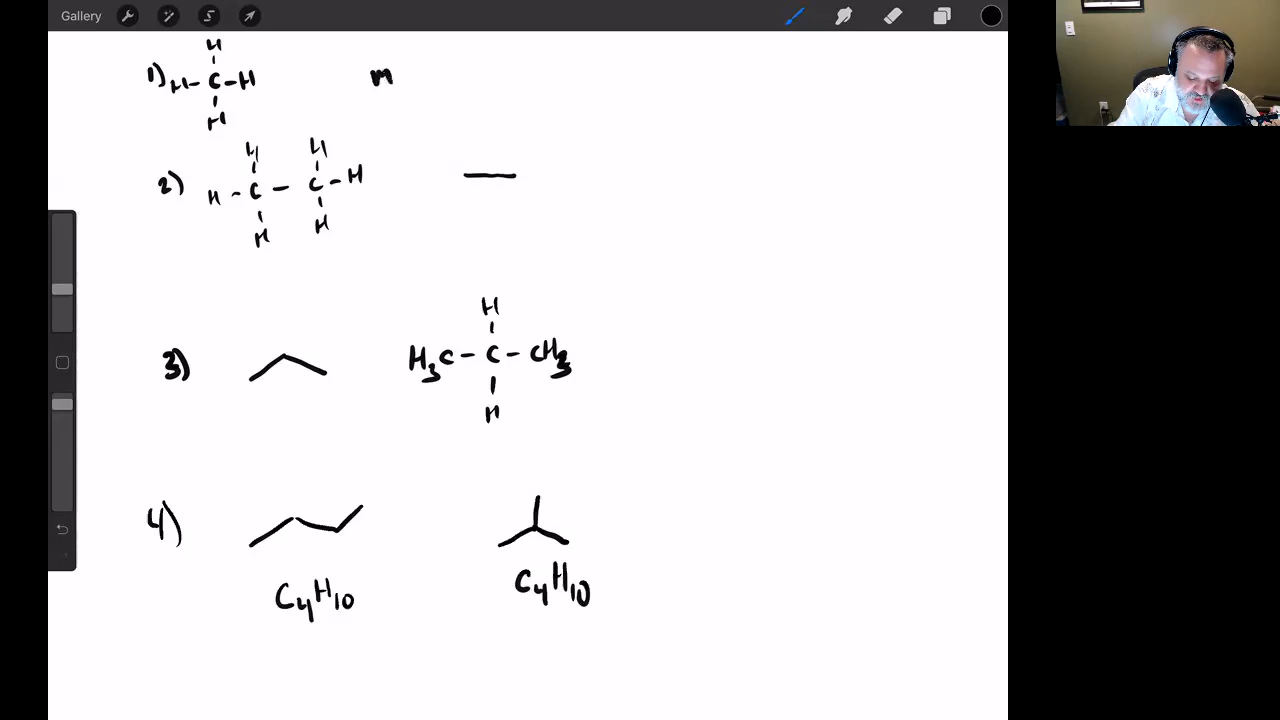 Gallery
H
1) H-C-H m
H
H H
2) H-C-C-H
H H
H
3) H₃C-C-CH₃
H
4)
C₄H₁₀ C₄H₁₀